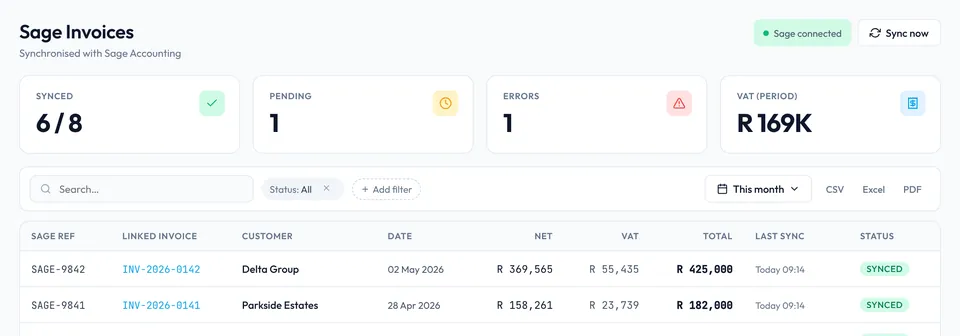 Sage Invoices
Synchronised with Sage Accounting
Sage connected
Sync now
SYNCED
6 / 8
PENDING
1
ERRORS
1
VAT (PERIOD)
R 169K
Search...
Status: All ×
+ Add filter
This month
CSV Excel PDF
SAGE REF LINKED INVOICE CUSTOMER DATE NET VAT TOTAL LAST SYNC STATUS
SAGE-9842 INV-2026-0142 Delta Group 02 May 2026 R 369,565 R 55,435 R 425,000 Today 09:14 SYNCED
SAGE-9841 INV-2026-0141 Parkside Estates 28 Apr 2026 R 158,261 R 23,739 R 182,000 Today 09:14 SYNCED